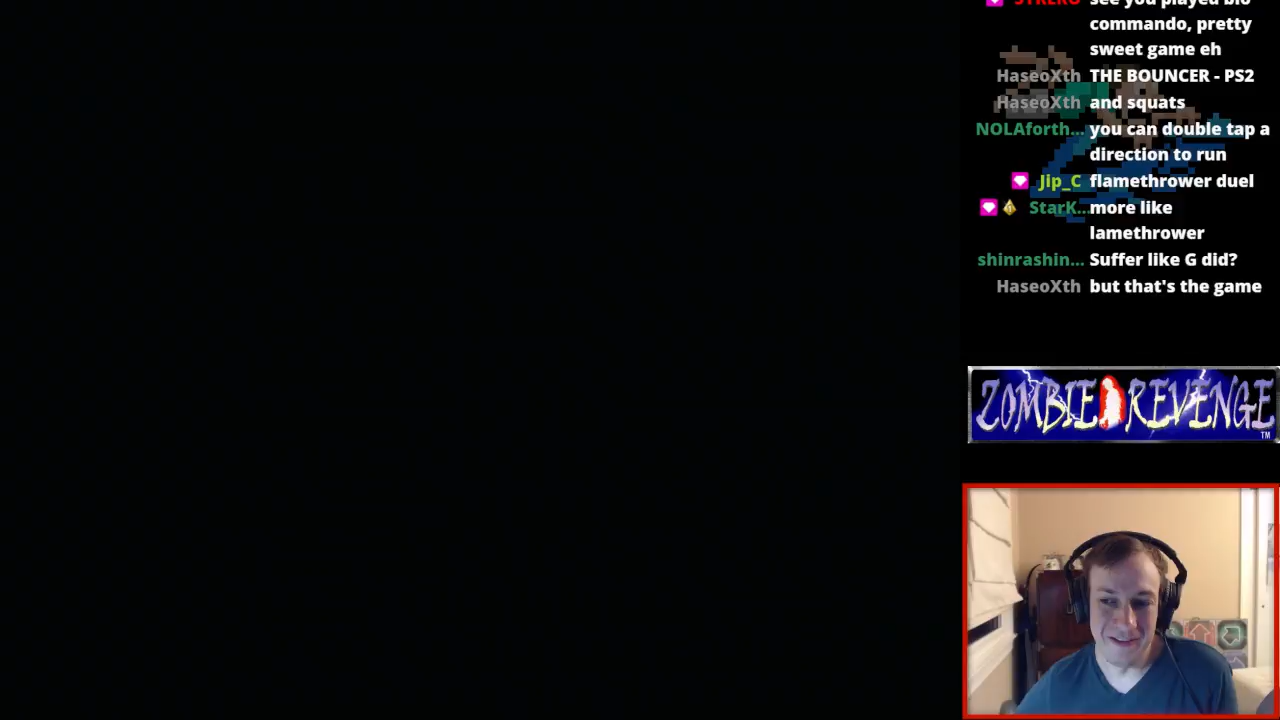 see you played bio
commando, pretty
sweet game eh
HaseoXth THE BOUNCER - PS2
HaseoXth and squats
NOLAforth... you can double tap a
direction to run
Jip_C flamethrower duel
StarK... more like
lamethrower
shinrashin... Suffer like G did?
HaseoXth but that's the game
ZOMBIE REVENGE
TM